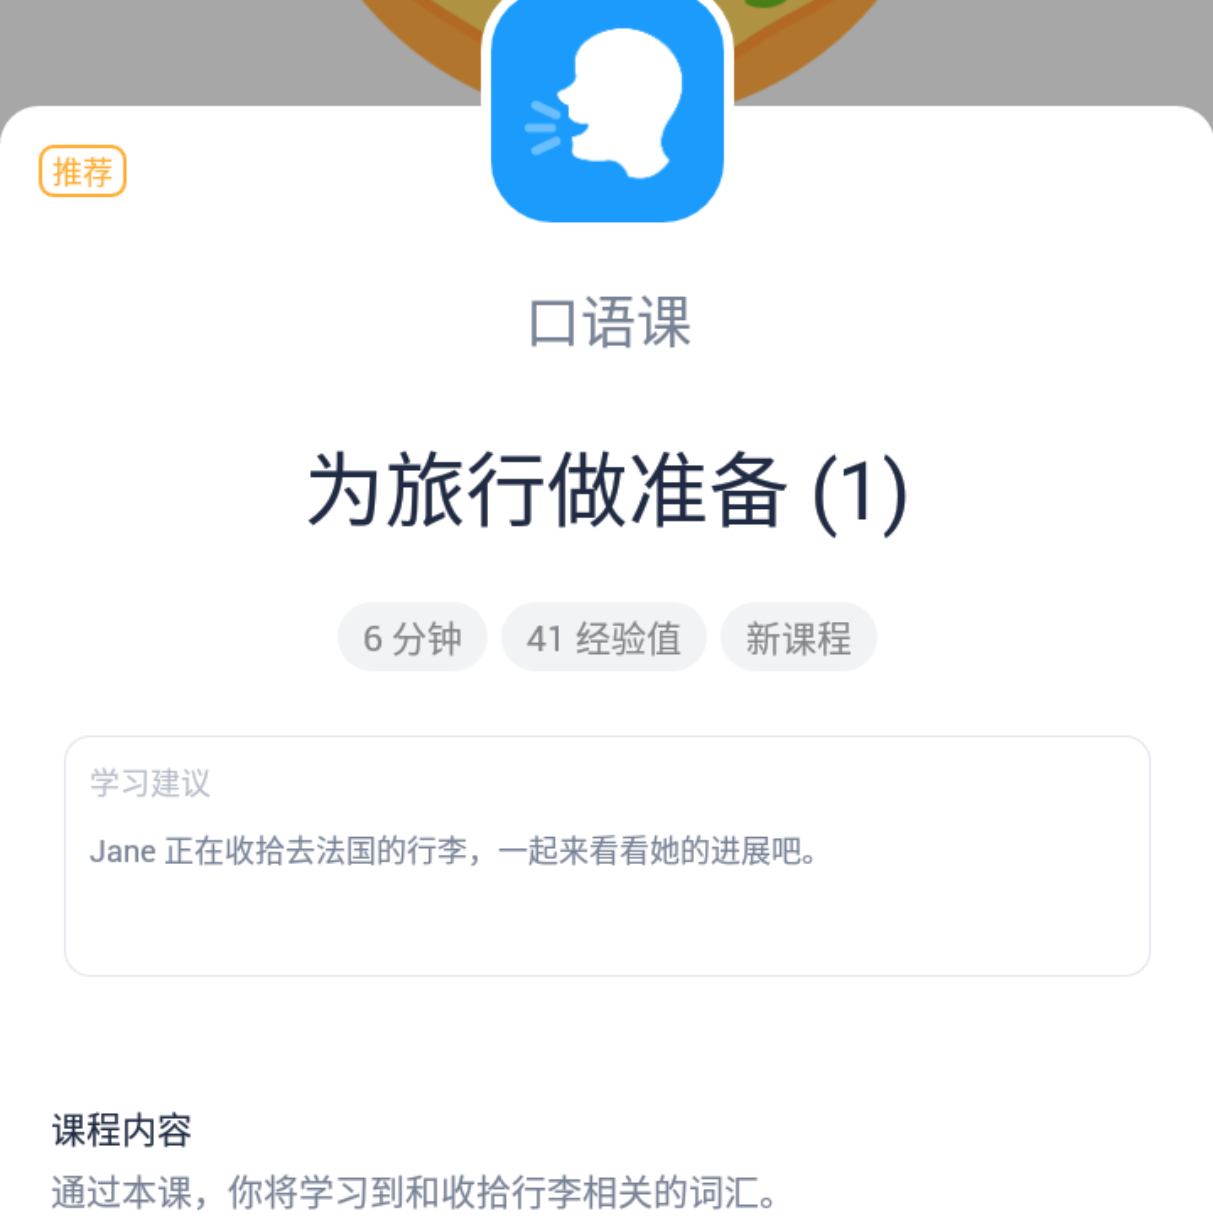 推荐
口语课
为旅行做准备 (1)
6 分钟 41 经验值 新课程
学习建议
Jane 正在收拾去法国的行李，一起来看看她的进展吧。
课程内容
通过本课，你将学习到和收拾行李相关的词汇。